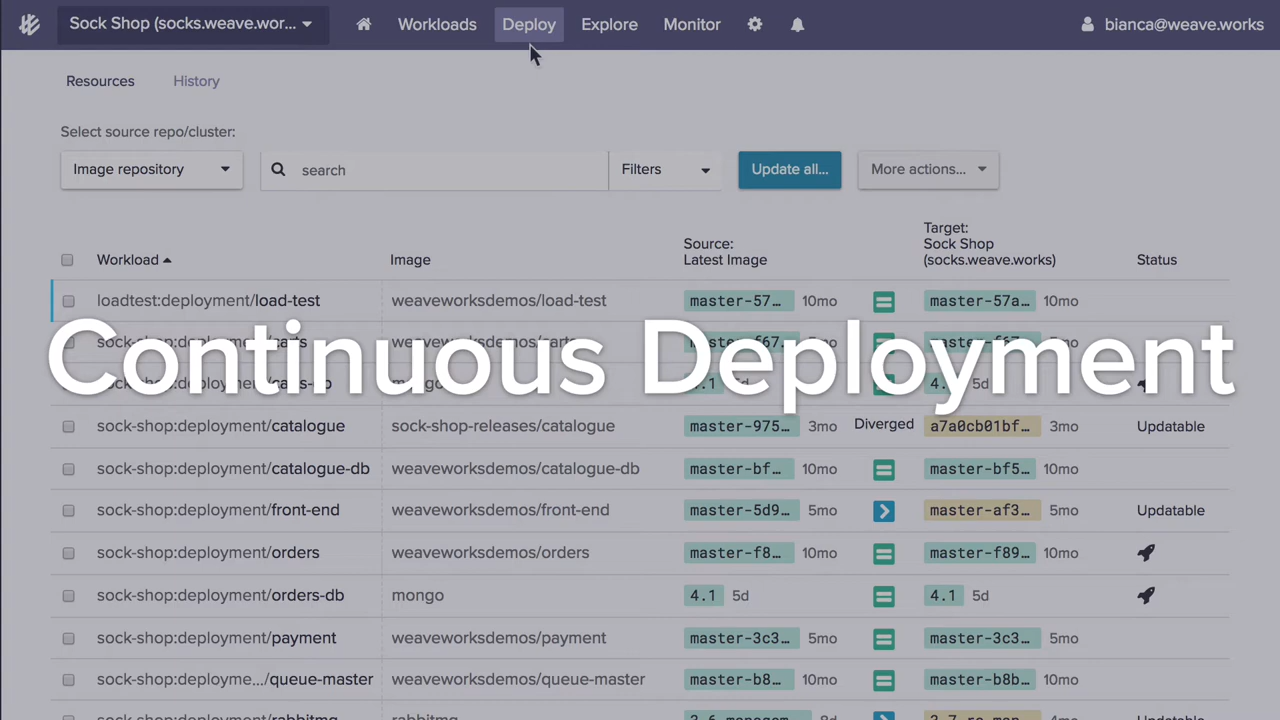 Sock Shop (socks.weave.wor... Workloads Deploy Explore Monitor bianca@weave.works
Resources History
Select source repo/cluster:
Image repository search Filters Update all... More actions...
Workload Image Source: Latest Image Target: Sock Shop (socks.weave.works) Status
loadtest:deployment/load-test weaveworksdemos/load-test master-57… 10mo master-57a… 10mo
Continuous Deployment
sock-shop:deployment/catalogue sock-shop-releases/catalogue master-975… 3mo Diverged a7a0cb01bf… 3mo Updatable
sock-shop:deployment/catalogue-db weaveworksdemos/catalogue-db master-bf… 10mo master-bf5… 10mo
sock-shop:deployment/front-end weaveworksdemos/front-end master-5d9… 5mo master-af3… 5mo Updatable
sock-shop:deployment/orders weaveworksdemos/orders master-f8… 10mo master-f89… 10mo
sock-shop:deployment/orders-db mongo 4.1 5d 4.1 5d
sock-shop:deployment/payment weaveworksdemos/payment master-3c3… 5mo master-3c3… 5mo
sock-shop:deployme.../queue-master weaveworksdemos/queue-master master-b8… 10mo master-b8b… 10mo